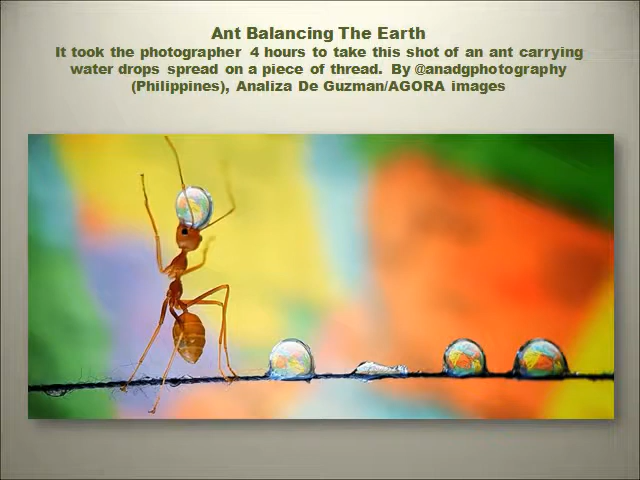 Ant Balancing The Earth
It took the photographer 4 hours to take this shot of an ant carrying
water drops spread on a piece of thread. By @anadgphotography
(Philippines), Analiza De Guzman/AGORA images